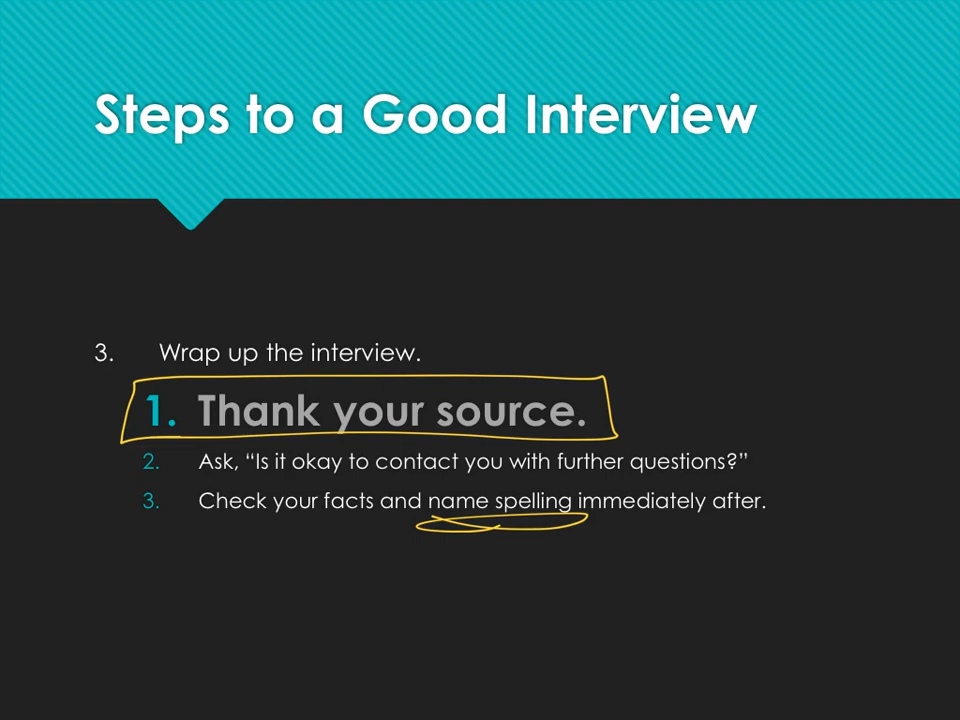 Steps to a Good Interview
3. Wrap up the interview.
1. Thank your source.
2. Ask, “Is it okay to contact you with further questions?”
3. Check your facts and name spelling immediately after.